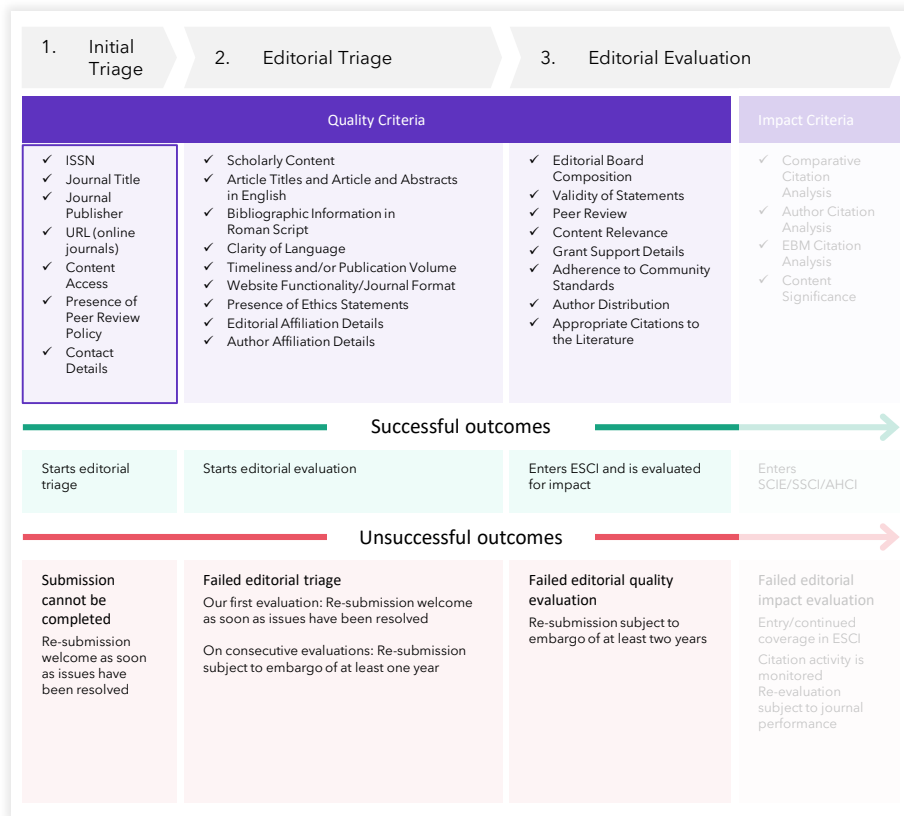 1. Initial
Triage
2. Editorial Triage
3. Editorial Evaluation
Quality Criteria
Impact Criteria
✓ ISSN
✓ Journal Title
✓ Journal
Publisher
✓ URL (online
journals)
✓ Content
Access
✓ Presence of
Peer Review
Policy
✓ Contact
Details
✓ Scholarly Content
✓ Article Titles and Article and Abstracts
in English
✓ Bibliographic Information in
Roman Script
✓ Clarity of Language
✓ Timeliness and/or Publication Volume
✓ Website Functionality/Journal Format
✓ Presence of Ethics Statements
✓ Editorial Affiliation Details
✓ Author Affiliation Details
✓ Editorial Board
Composition
✓ Validity of Statements
✓ Peer Review
✓ Content Relevance
✓ Grant Support Details
✓ Adherence to Community
Standards
✓ Author Distribution
✓ Appropriate Citations to
the Literature
✓ Comparative
Citation
Analysis
✓ Author Citation
Analysis
✓ EBM Citation
Analysis
✓ Content
Significance
Successful outcomes
Starts editorial
triage
Starts editorial evaluation
Enters ESCI and is evaluated
for impact
Enters
SCIE/SSCI/AHCI
Unsuccessful outcomes
Submission
cannot be
completed
Re-submission
welcome as soon
as issues have
been resolved
Failed editorial triage
Our first evaluation: Re-submission welcome
as soon as issues have been resolved
On consecutive evaluations: Re-submission
subject to embargo of at least one year
Failed editorial quality
evaluation
Re-submission subject to
embargo of at least two years
Failed editorial
impact evaluation
Entry/continued
coverage in ESCI
Citation activity is
monitored
Re-evaluation
subject to journal
performance